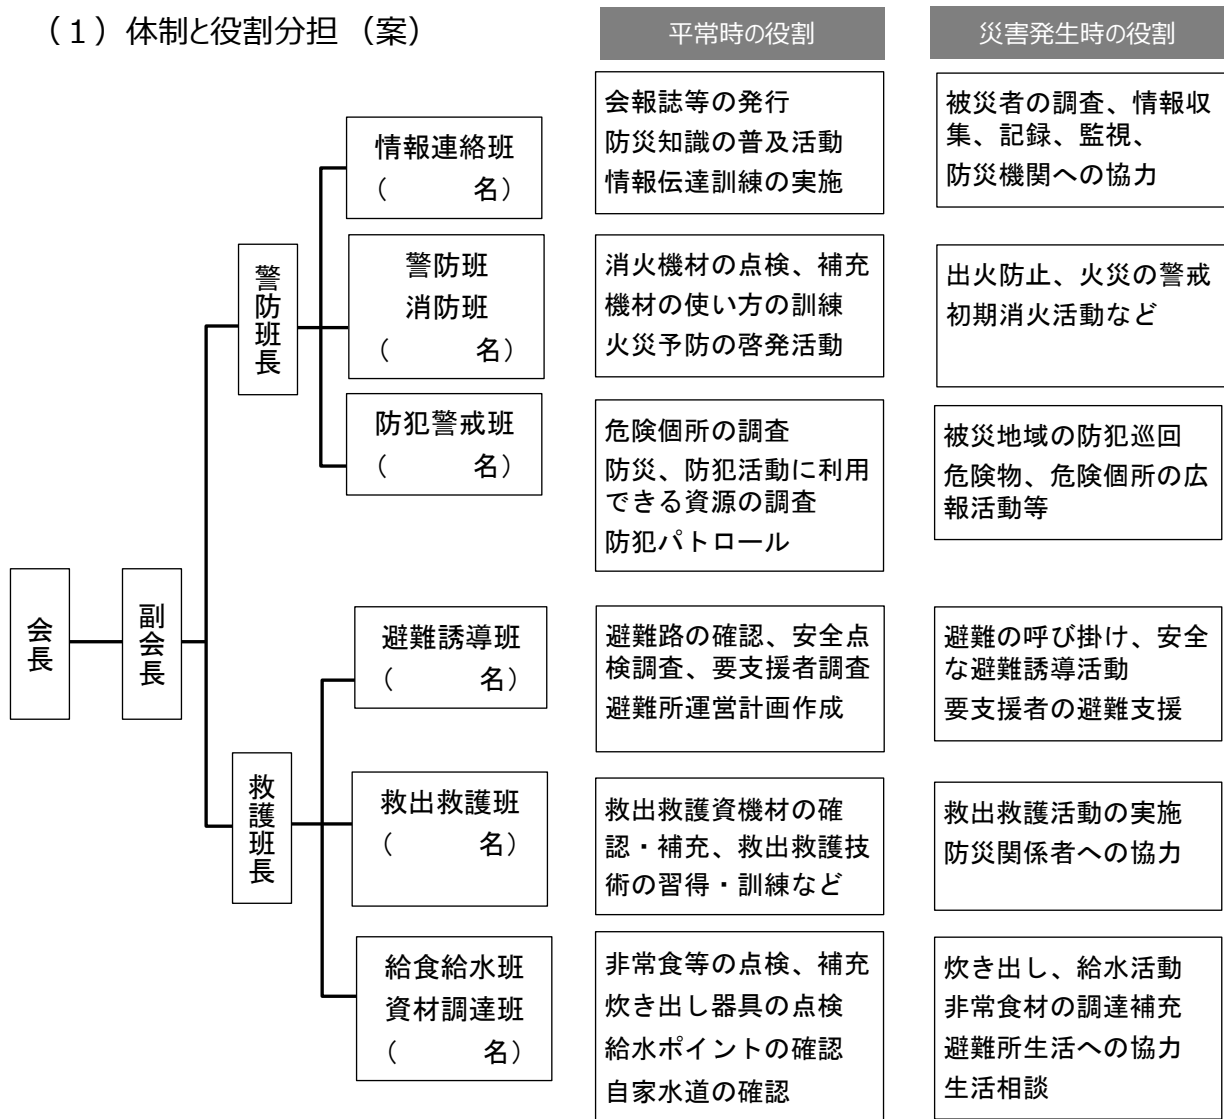 （１）体制と役割分担 （案）
平常時の役割
災害発生時の役割
会長
副会長
警防班長
情報連絡班
（　　　名）
会報誌等の発行
防災知識の普及活動
情報伝達訓練の実施
被災者の調査、情報収
集、記録、監視、
防災機関への協力
警防班
消防班
（　　　名）
消火機材の点検、補充
機材の使い方の訓練
火災予防の啓発活動
出火防止、火災の警戒
初期消火活動など
防犯警戒班
（　　　名）
危険個所の調査
防災、防犯活動に利用
できる資源の調査
防犯パトロール
被災地域の防犯巡回
危険物、危険個所の広
報活動等
救護班長
避難誘導班
（　　　名）
避難路の確認、安全点
検調査、要支援者調査
避難所運営計画作成
避難の呼び掛け、安全
な避難誘導活動
要支援者の避難支援
救出救護班
（　　　名）
救出救護資機材の確
認・補充、救出救護技
術の習得・訓練など
救出救護活動の実施
防災関係者への協力
給食給水班
資材調達班
（　　　名）
非常食等の点検、補充
炊き出し器具の点検
給水ポイントの確認
自家水道の確認
炊き出し、給水活動
非常食材の調達補充
避難所生活への協力
生活相談